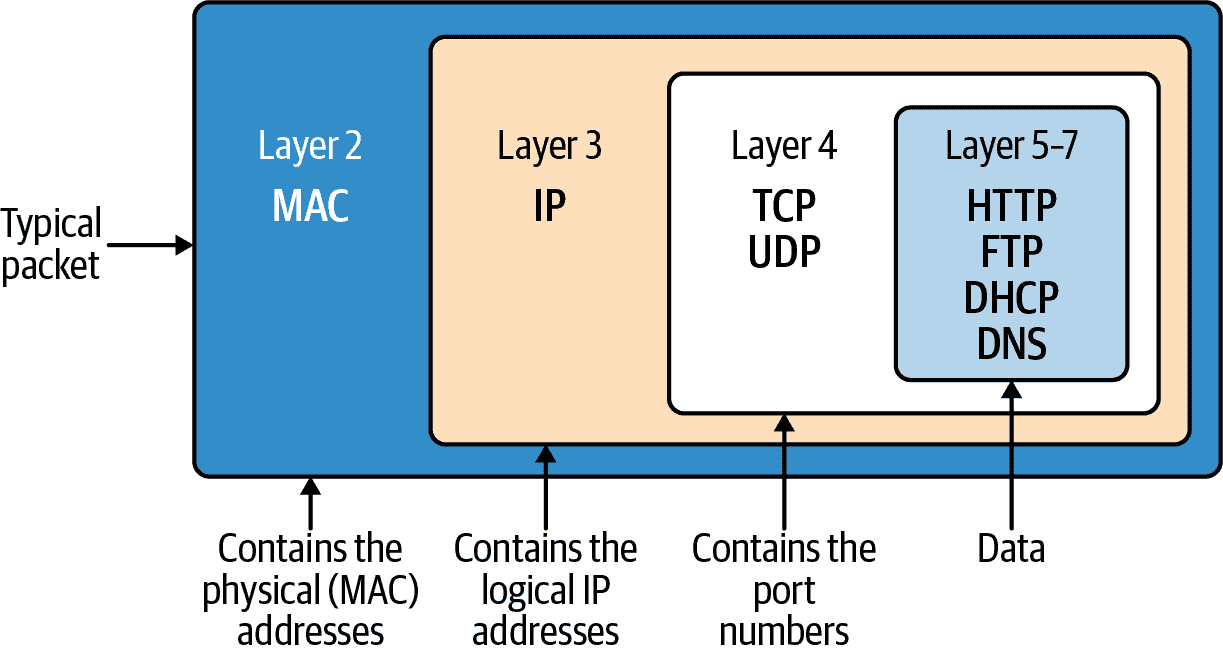 Typical
packet
Layer 2
MAC
Layer 3
IP
Layer 4
TCP
UDP
Layer 5–7
HTTP
FTP
DHCP
DNS
Contains the
physical (MAC)
addresses
Contains the
logical IP
addresses
Contains the
port
numbers
Data